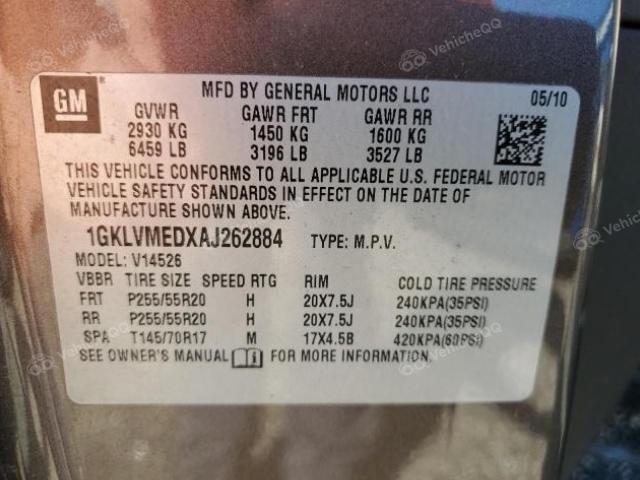 GM
MFD BY GENERAL MOTORS LLC 05/10
GVWR GAWR FRT GAWR RR
2930 KG 1450 KG 1600 KG
6459 LB 3196 LB 3527 LB
THIS VEHICLE CONFORMS TO ALL APPLICABLE U.S. FEDERAL MOTOR
VEHICLE SAFETY STANDARDS IN EFFECT ON THE DATE OF
MANUFACTURE SHOWN ABOVE.
1GKLVMEDXAJ262884 TYPE: M.P.V.
MODEL: V14526
VBBR TIRE SIZE SPEED RTG RIM COLD TIRE PRESSURE
FRT P255/55R20 H 20X7.5J 240KPA(35PSI)
RR P255/55R20 H 20X7.5J 240KPA(35PSI)
SPA T145/70R17 M 17X4.5B 420KPA(60PSI)
SEE OWNER'S MANUAL FOR MORE INFORMATION.
VehicleQQ